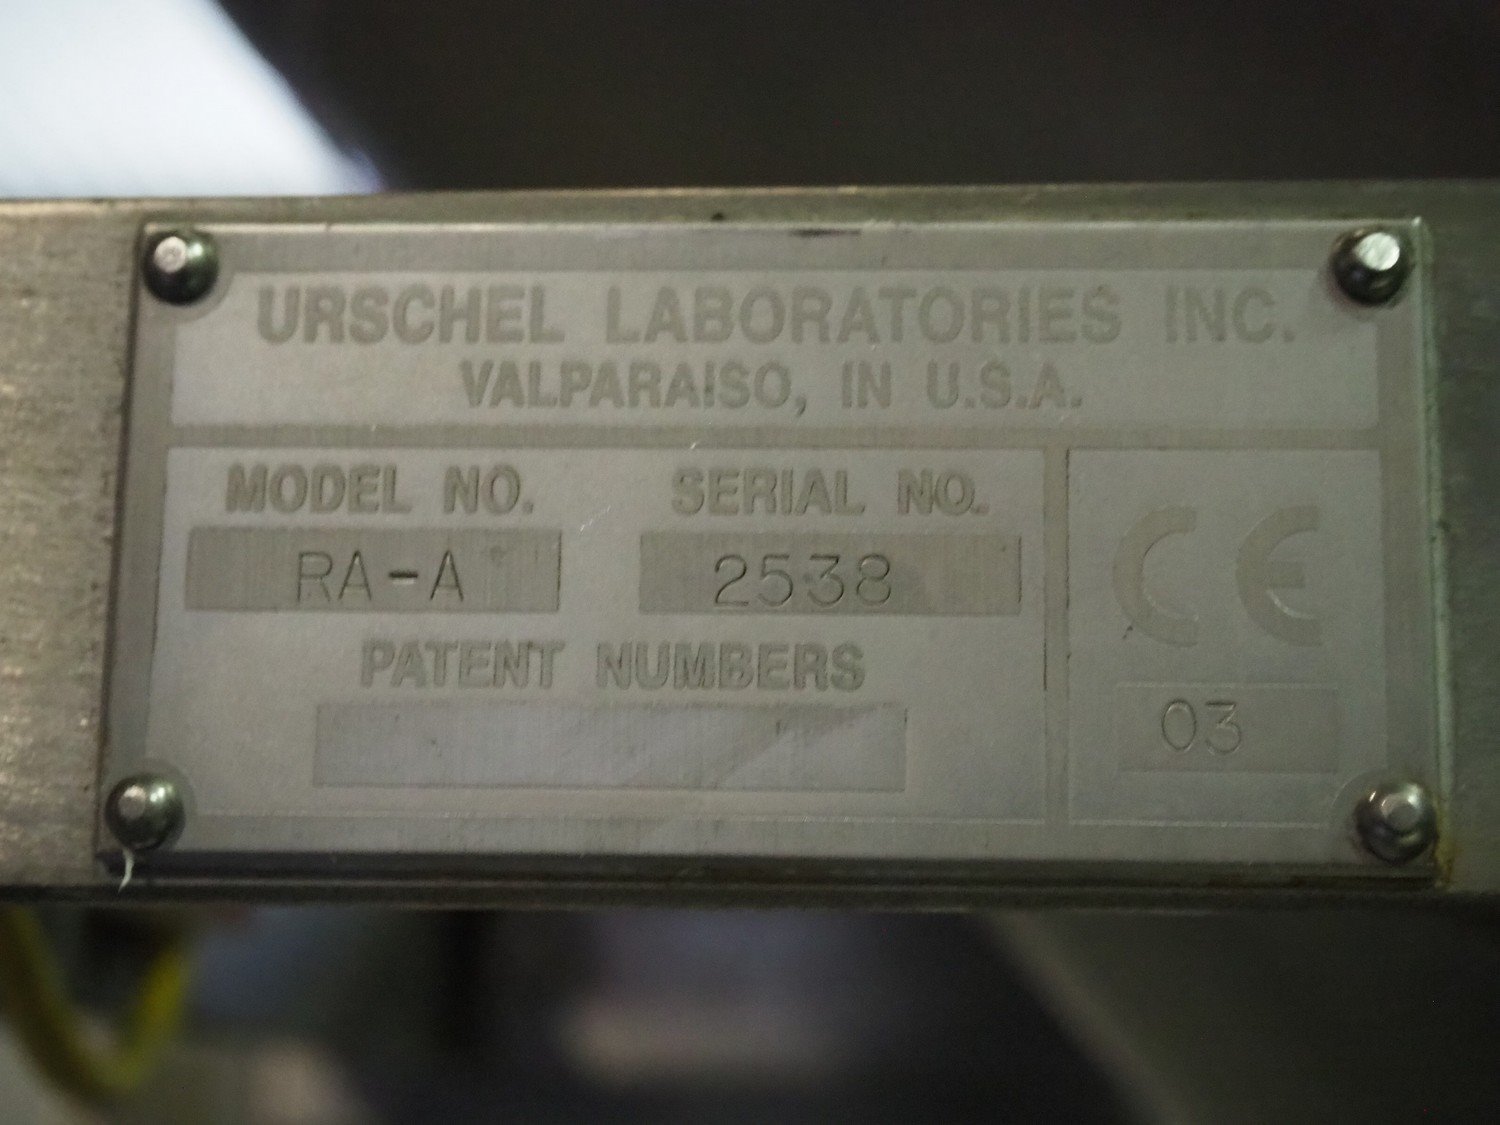 URSCHEL LABORATORIES INC.
VALPARAISO, IN U.S.A.
MODEL NO. SERIAL NO.
RA-A 2538
PATENT NUMBERS
CE
03